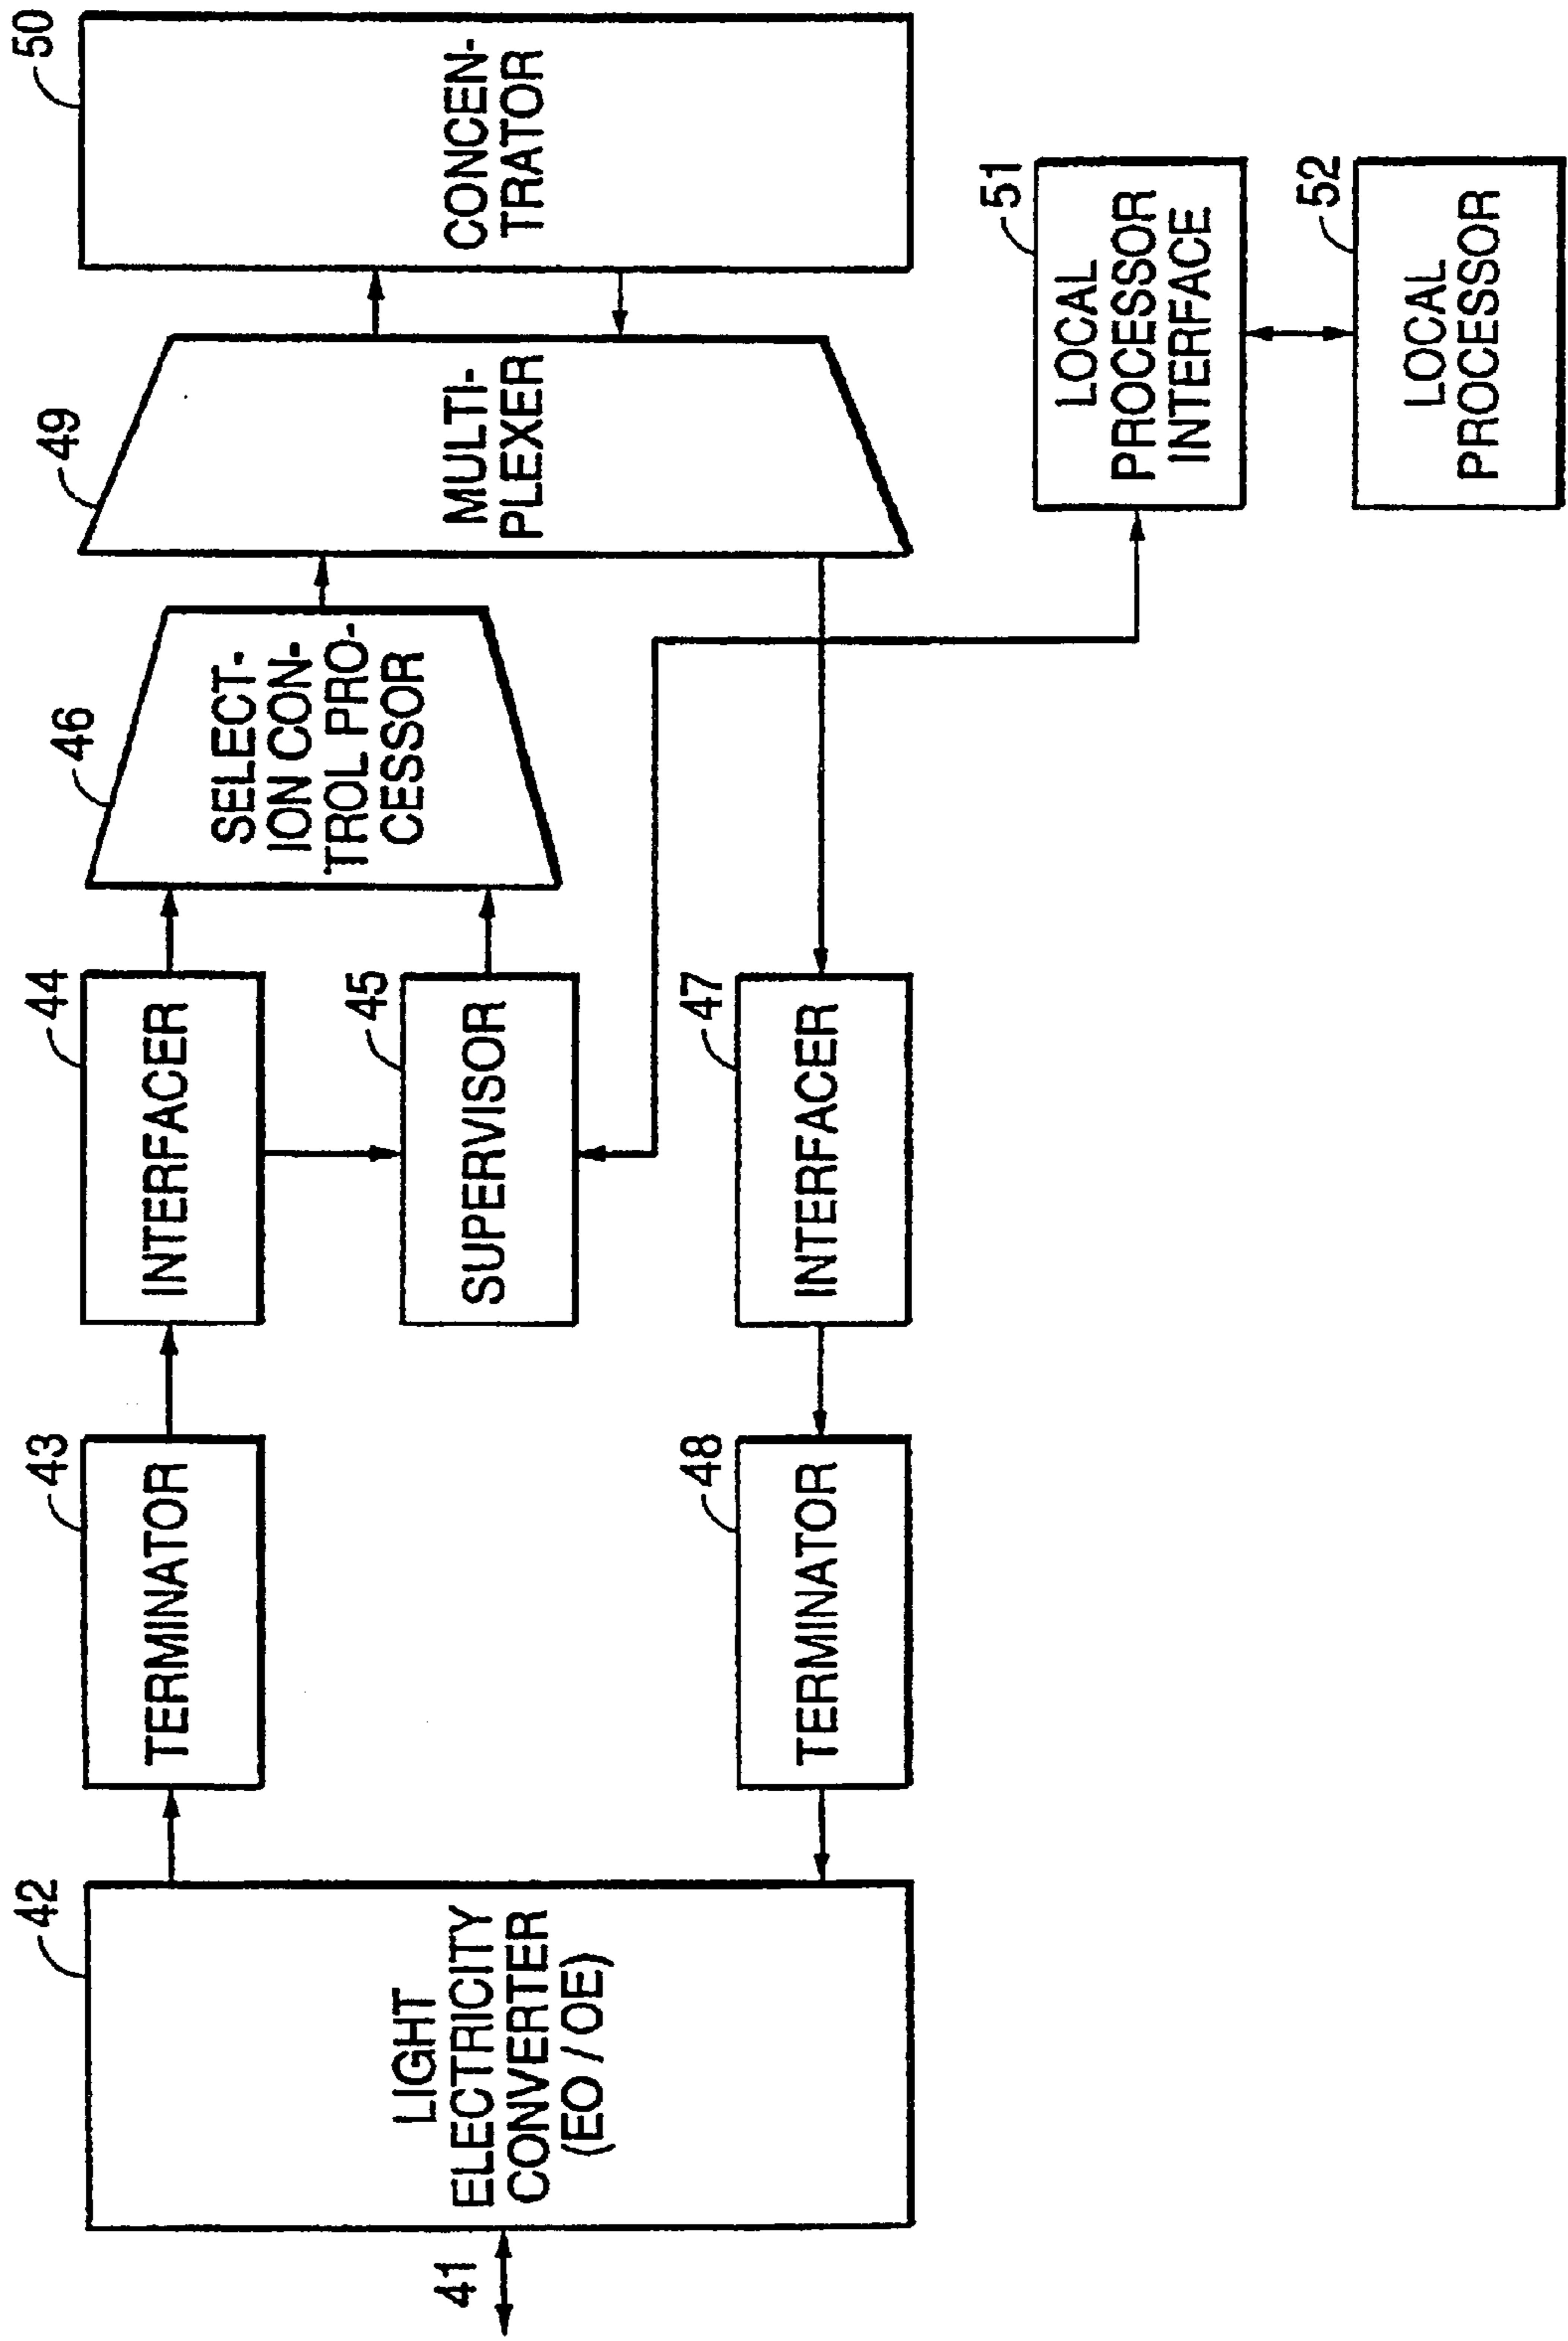 41
42
LIGHT
ELECTRICITY
CONVERTER
(EO / OE)
43
TERMINATOR
44
INTERFACER
45
SUPERVISOR
46
SELECT-
ION CON-
TROL PRO-
CESSOR
47
INTERFACER
48
TERMINATOR
49
MULTI-
PLEXER
50
CONCEN-
TRATOR
51
LOCAL
PROCESSOR
INTERFACE
52
LOCAL
PROCESSOR